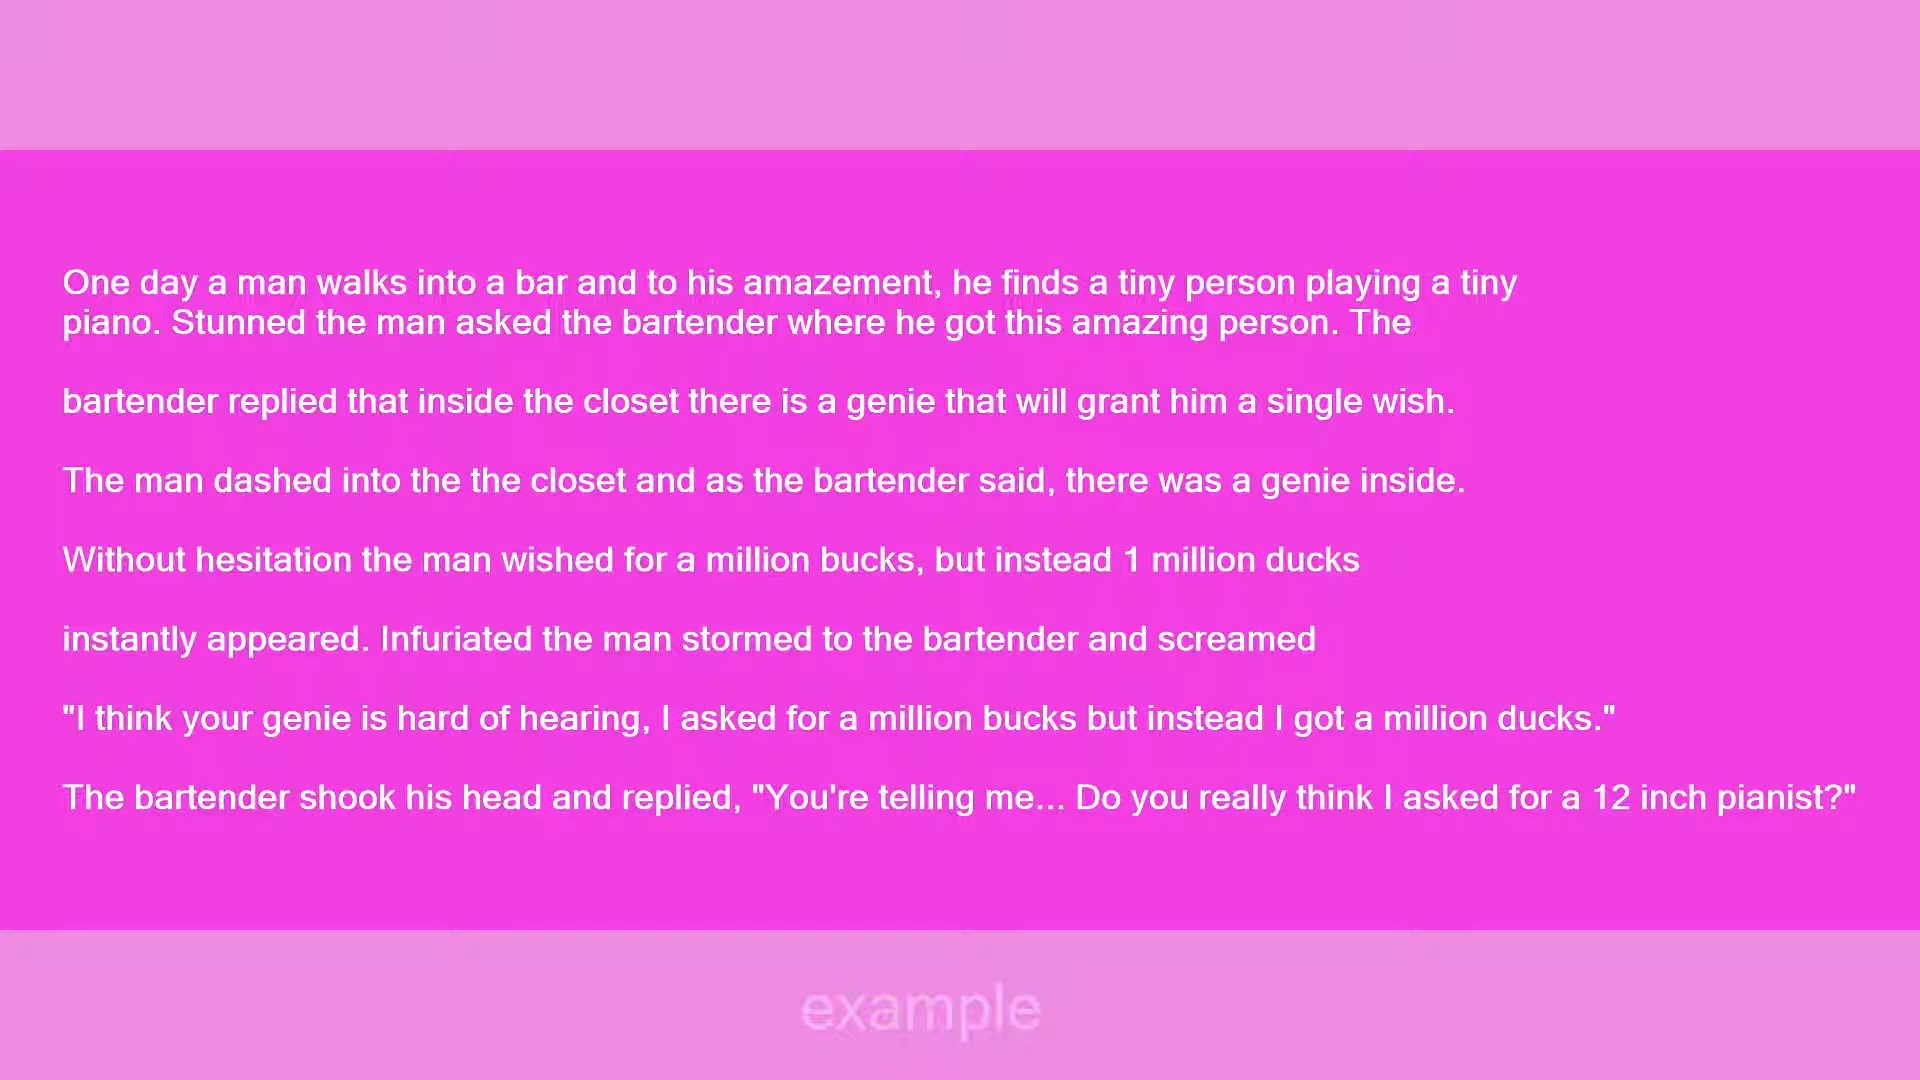 One day a man walks into a bar and to his amazement, he finds a tiny person playing a tiny
piano. Stunned the man asked the bartender where he got this amazing person. The
bartender replied that inside the closet there is a genie that will grant him a single wish.
The man dashed into the the closet and as the bartender said, there was a genie inside.
Without hesitation the man wished for a million bucks, but instead 1 million ducks
instantly appeared. Infuriated the man stormed to the bartender and screamed
"I think your genie is hard of hearing, I asked for a million bucks but instead I got a million ducks."
The bartender shook his head and replied, "You're telling me... Do you really think I asked for a 12 inch pianist?"
example